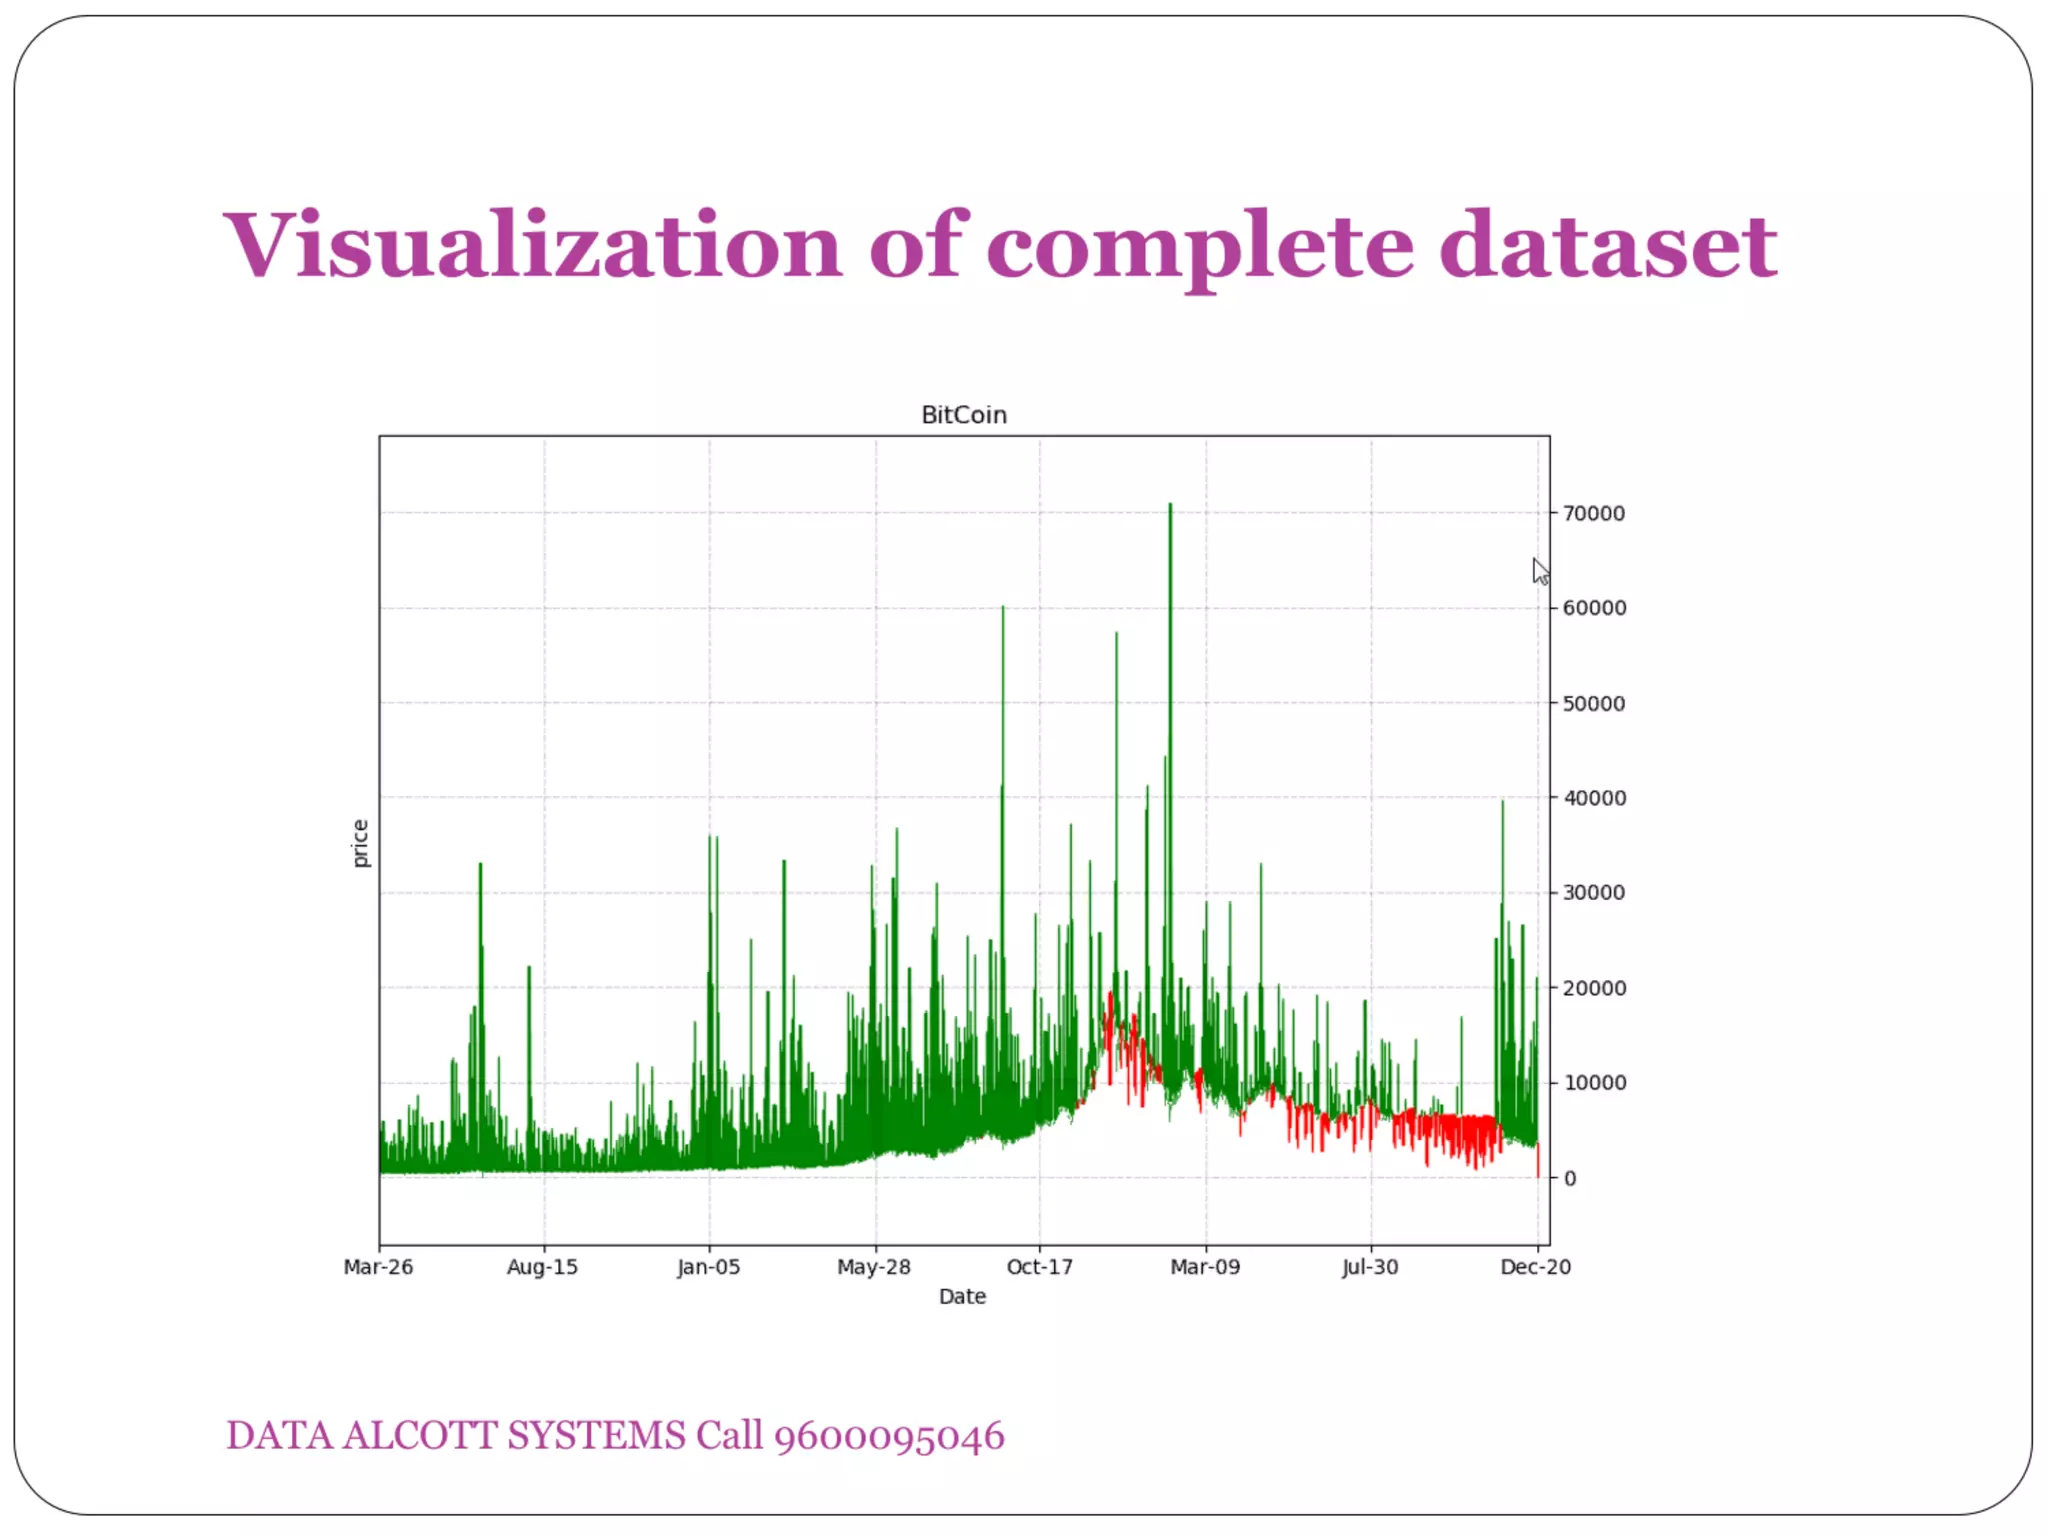 Visualization of complete dataset
BitCoin
70000
60000
50000
40000
30000
20000
10000
0
price
Mar-26 Aug-15 Jan-05 May-28 Oct-17 Mar-09 Jul-30 Dec-20
Date
DATA ALCOTT SYSTEMS Call 9600095046